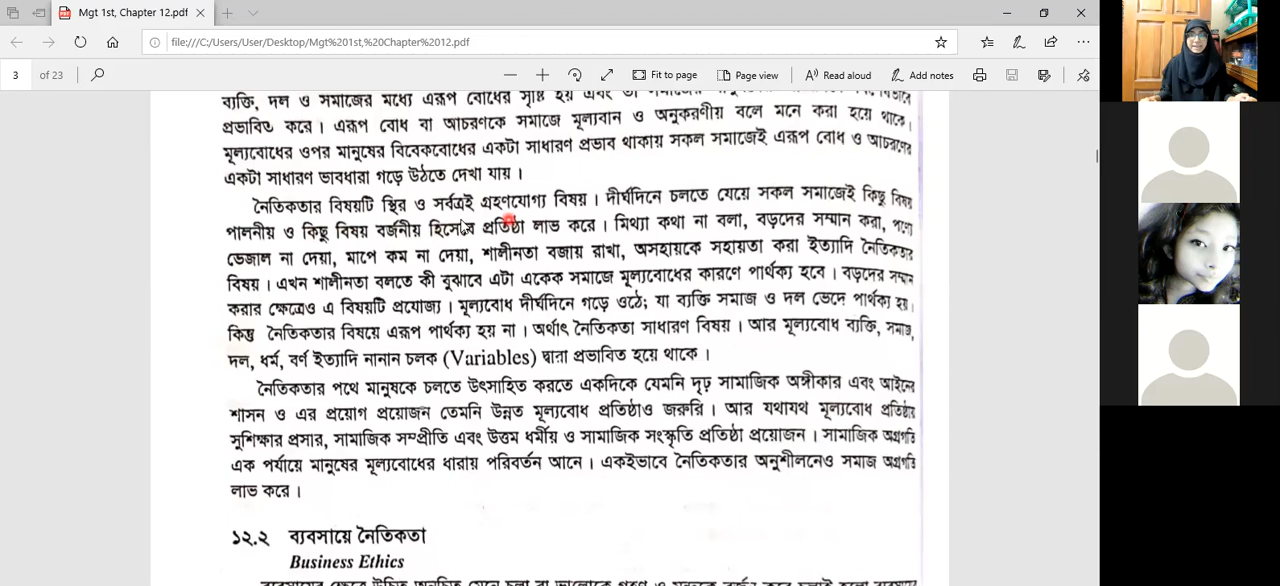 Mgt 1st, Chapter 12.pdf
file:///C:/Users/User/Desktop/Mgt%201st,%20Chapter%2012.pdf
3 of 23
Fit to page
Page view
Read aloud
Add notes
ব্যক্তি, দল ও সমাজের মধ্যে এরূপ বোধের সৃষ্টি হয় এবং তা সমাজের
প্রভাবিত করে। এরূপ বোধ বা আচরণকে সমাজে মূল্যবান ও অনুকরণীয় বলে মনে করা হয়ে থাকে।
মূল্যবোধের ওপর মানুষের বিবেকবোধের একটা সাধারণ প্রভাব থাকায় সকল সমাজেই এরূপ বোধ ও আচরণের
একটা সাধারণ ভাবধারা গড়ে উঠতে দেখা যায়।
নৈতিকতার বিষয়টি স্থির ও সর্বত্রই গ্রহণযোগ্য বিষয়। দীর্ঘদিনে চলতে যেয়ে সকল সমাজেই কিছু বিষয়
পালনীয় ও কিছু বিষয় বর্জনীয় হিসেবে প্রতিষ্ঠা লাভ করে। মিথ্যা কথা না বলা, বড়দের সম্মান করা, পণ্যে
ভেজাল না দেয়া, মাপে কম না দেয়া, শালীনতা বজায় রাখা, অসহায়কে সহায়তা করা ইত্যাদি নৈতিকতার
বিষয়। এখন শালীনতা বলতে কী বুঝাবে এটা একেক সমাজে মূল্যবোধের কারণে পার্থক্য হবে। বড়দের সম্মান
করার ক্ষেত্রেও এ বিষয়টি প্রযোজ্য। মূল্যবোধ দীর্ঘদিনে গড়ে ওঠে; যা ব্যক্তি সমাজ ও দল ভেদে পার্থক্য হয়।
কিন্তু নৈতিকতার বিষয়ে এরূপ পার্থক্য হয় না। অর্থাৎ নৈতিকতা সাধারণ বিষয়। আর মূল্যবোধ ব্যক্তি, সমাজ,
দল, ধর্ম, বর্ণ ইত্যাদি নানান চলক (Variables) দ্বারা প্রভাবিত হয়ে থাকে।
নৈতিকতার পথে মানুষকে চলতে উৎসাহিত করতে একদিকে যেমনি দৃঢ় সামাজিক অঙ্গীকার এবং আইনের
শাসন ও এর প্রয়োগ প্রয়োজন তেমনি উন্নত মূল্যবোধ প্রতিষ্ঠাও জরুরি। আর যথাযথ মূল্যবোধ প্রতিষ্ঠায়
সুশিক্ষার প্রসার, সামাজিক সম্প্রীতি এবং উত্তম ধর্মীয় ও সামাজিক সংস্কৃতি প্রতিষ্ঠা প্রয়োজন। সামাজিক অগ্রগতি
এক পর্যায়ে মানুষের মূল্যবোধের ধারায় পরিবর্তন আনে। একইভাবে নৈতিকতার অনুশীলনেও সমাজ অগ্রগতি
লাভ করে।
১২.২ ব্যবসায়ে নৈতিকতা
Business Ethics